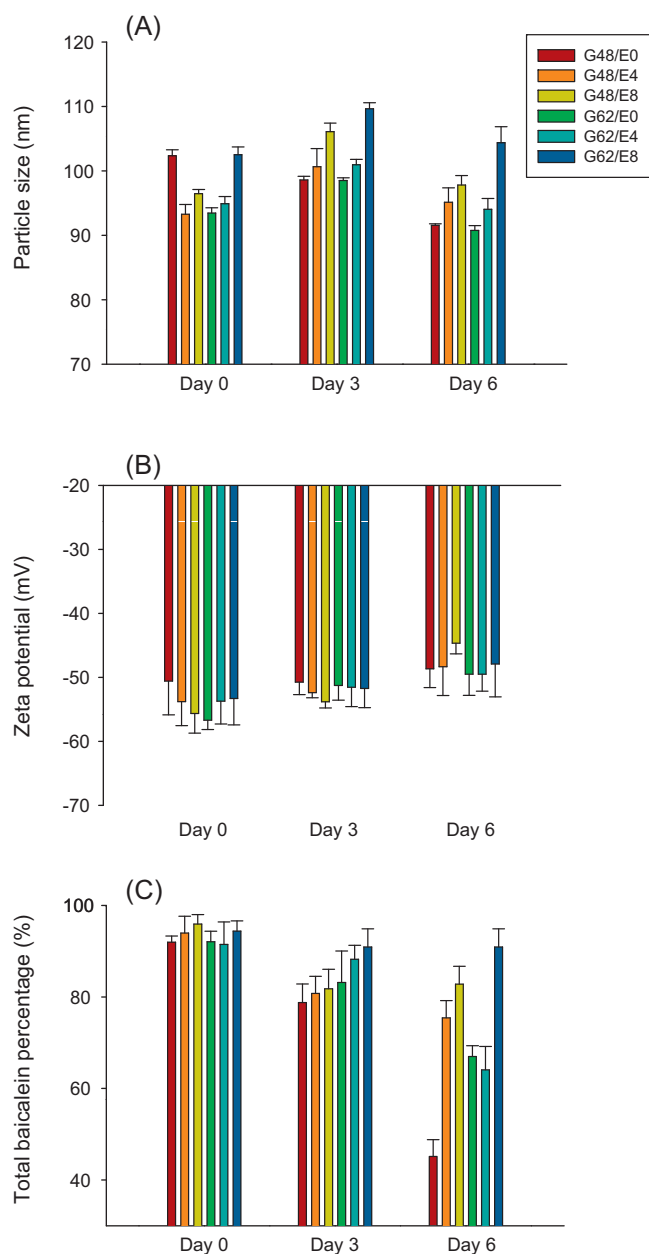 (A)
120
110
100
90
80
70
Particle size (nm)
Day 0 Day 3 Day 6
G48/E0
G48/E4
G48/E8
G62/E0
G62/E4
G62/E8
(B)
-20
-30
-40
-50
-60
-70
Zeta potential (mV)
Day 0 Day 3 Day 6
(C)
100
80
60
40
Total baicalein percentage (%)
Day 0 Day 3 Day 6